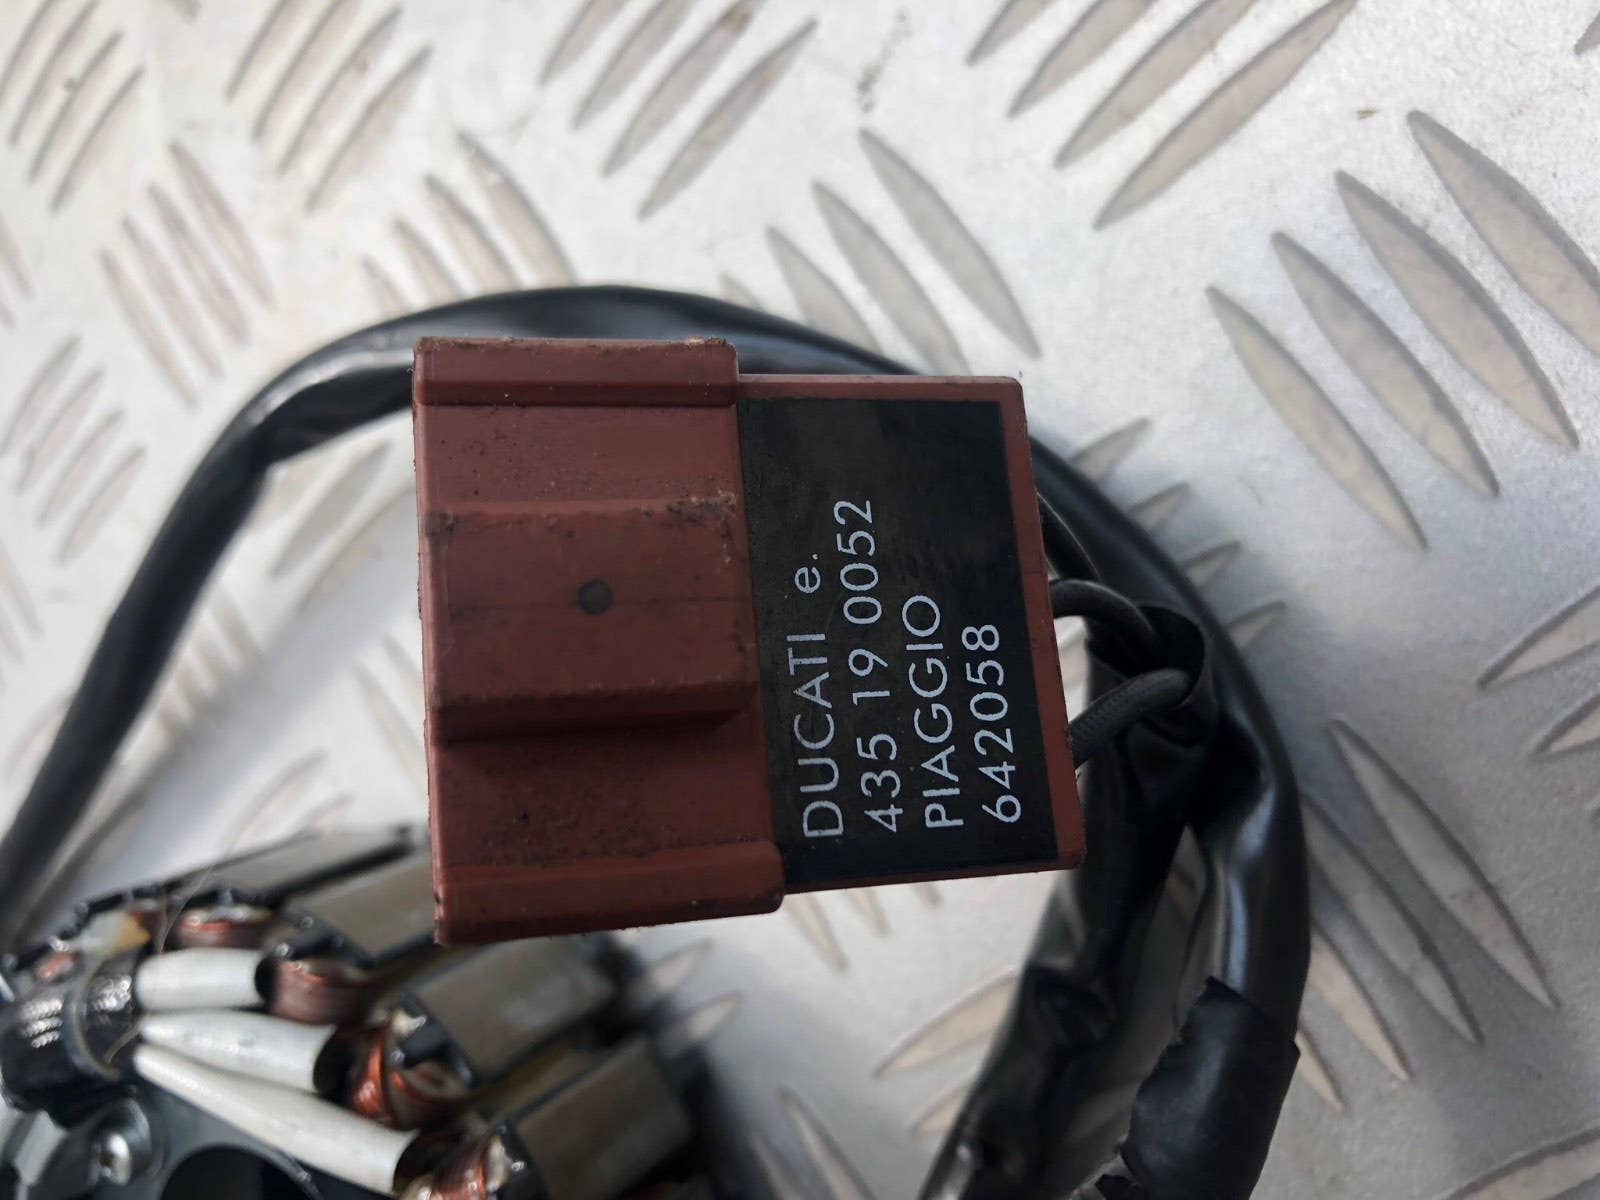 DUCATI e.
435 19 0052
PIAGGIO
642058